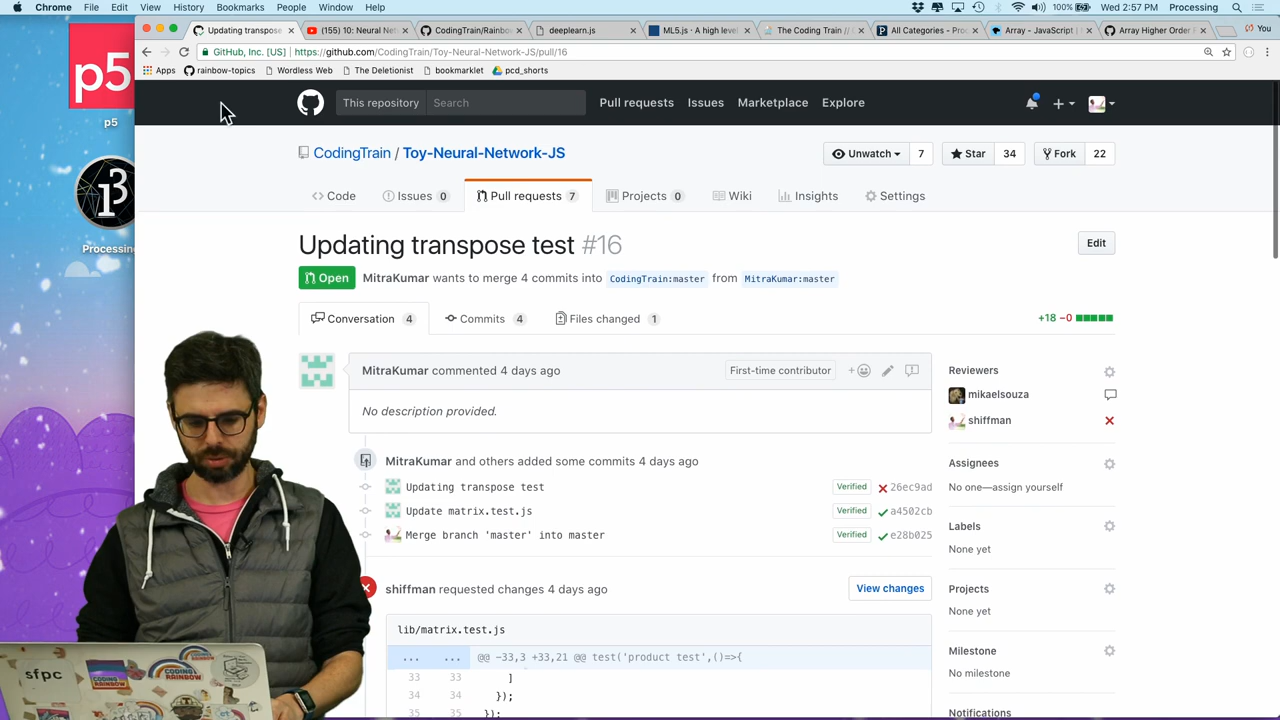 Chrome File Edit View History Bookmarks People Window Help
100% Wed 2:57 PM Processing
Updating transpose (155) 10: Neural Net CodingTrain/Rainbo deeplearn.js ML5.js · A high level The Coding Train // All Categories - Proc Array - JavaScript Array Higher Order You
GitHub, Inc. [US] https://github.com/CodingTrain/Toy-Neural-Network-JS/pull/16
Apps rainbow-topics Wordless Web The Deletionist bookmarklet pcd_shorts
p5
p5
Processing
This repository Search Pull requests Issues Marketplace Explore
CodingTrain / Toy-Neural-Network-JS Unwatch 7 Star 34 Fork 22
<> Code Issues 0 Pull requests 7 Projects 0 Wiki Insights Settings
Updating transpose test #16 Edit
Open MitraKumar wants to merge 4 commits into CodingTrain:master from MitraKumar:master
Conversation 4 Commits 4 Files changed 1 +18 −0
MitraKumar commented 4 days ago First-time contributor
No description provided.
MitraKumar and others added some commits 4 days ago
Updating transpose test Verified 26ec9ad
Update matrix.test.js Verified a4502cb
Merge branch 'master' into master Verified e28b025
shiffman requested changes 4 days ago View changes
lib/matrix.test.js
... ... @@ -33,3 +33,21 @@ test('product test',()=>{
33 33 ]
34 34 });
35 35 });
Reviewers
mikaelsouza
shiffman
Assignees
No one—assign yourself
Labels
None yet
Projects
None yet
Milestone
No milestone
Notifications
sfpc
CODING RAINBOW